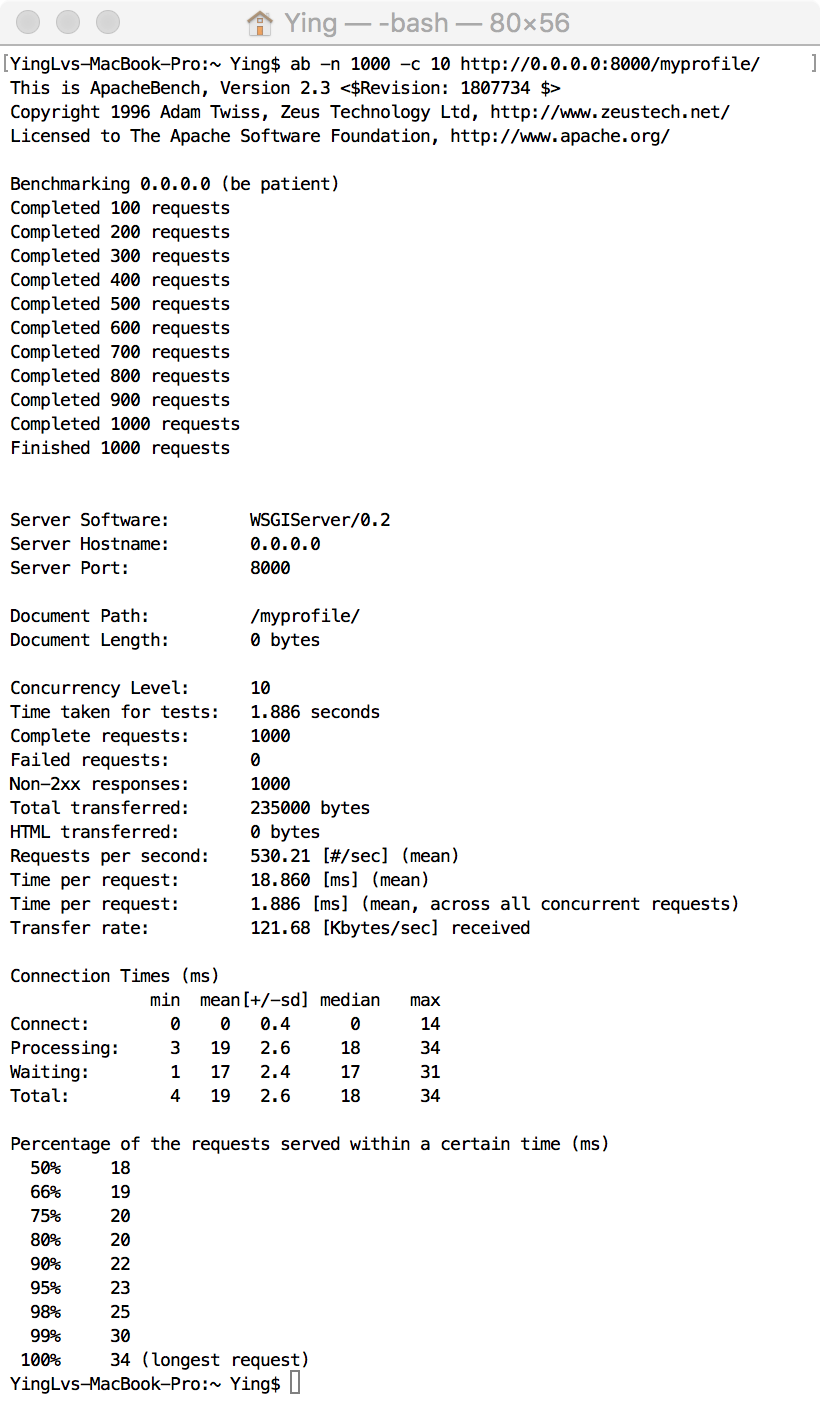 Ying — -bash — 80×56
[YingLvs-MacBook-Pro:~ Ying$ ab -n 1000 -c 10 http://0.0.0.0:8000/myprofile/     ]
This is ApacheBench, Version 2.3 <$Revision: 1807734 $>
Copyright 1996 Adam Twiss, Zeus Technology Ltd, http://www.zeustech.net/
Licensed to The Apache Software Foundation, http://www.apache.org/

Benchmarking 0.0.0.0 (be patient)
Completed 100 requests
Completed 200 requests
Completed 300 requests
Completed 400 requests
Completed 500 requests
Completed 600 requests
Completed 700 requests
Completed 800 requests
Completed 900 requests
Completed 1000 requests
Finished 1000 requests


Server Software:        WSGIServer/0.2
Server Hostname:        0.0.0.0
Server Port:            8000

Document Path:          /myprofile/
Document Length:        0 bytes

Concurrency Level:      10
Time taken for tests:   1.886 seconds
Complete requests:      1000
Failed requests:        0
Non-2xx responses:      1000
Total transferred:      235000 bytes
HTML transferred:       0 bytes
Requests per second:    530.21 [#/sec] (mean)
Time per request:       18.860 [ms] (mean)
Time per request:       1.886 [ms] (mean, across all concurrent requests)
Transfer rate:          121.68 [Kbytes/sec] received

Connection Times (ms)
              min  mean[+/-sd] median   max
Connect:        0    0   0.4      0      14
Processing:     3   19   2.6     18      34
Waiting:        1   17   2.4     17      31
Total:          4   19   2.6     18      34

Percentage of the requests served within a certain time (ms)
  50%     18
  66%     19
  75%     20
  80%     20
  90%     22
  95%     23
  98%     25
  99%     30
 100%     34 (longest request)
YingLvs-MacBook-Pro:~ Ying$